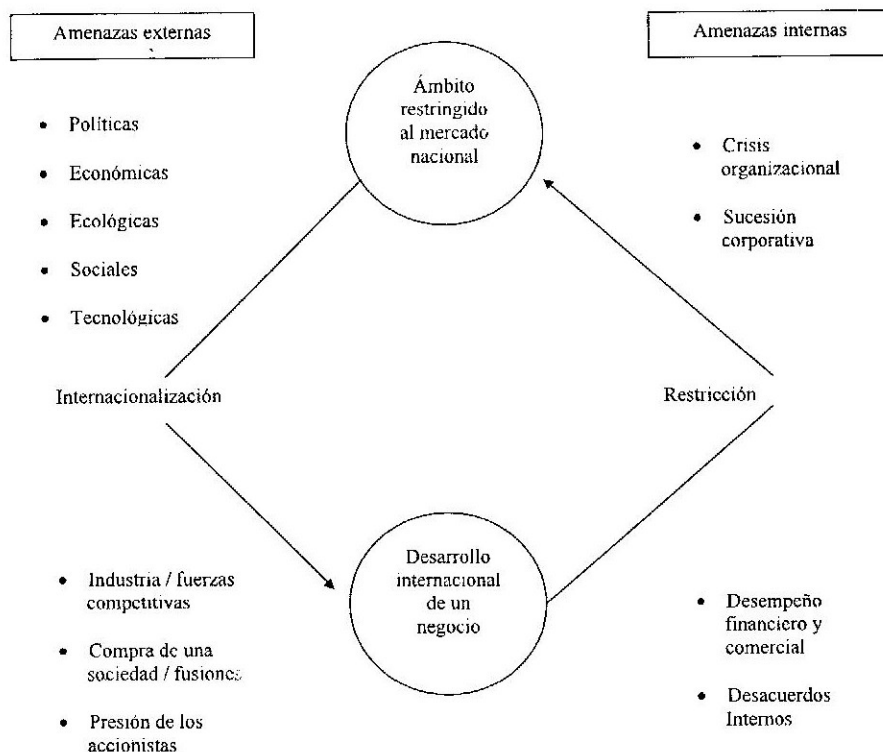 Amenazas externas
Amenazas internas
Ámbito
restringido
al mercado
nacional
• Políticas
• Económicas
• Ecológicas
• Sociales
• Tecnológicas
• Crisis
organizacional
• Sucesión
corporativa
Internacionalización
Restricción
Desarrollo
internacional
de un
negocio
• Industria / fuerzas
competitivas
• Compra de una
sociedad / fusiones
• Presión de los
accionistas
• Desempeño
financiero y
comercial
• Desacuerdos
Internos